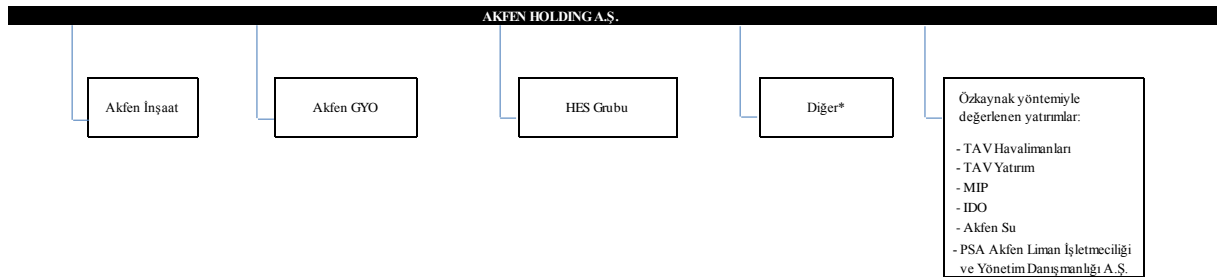 AKFEN HOLDING A.Ş.
Akfen İnşaat
Akfen GYO
HES Grubu
Diğer*
Özkaynak yöntemiyle
değerlenen yatırımlar:
- TAV Havalimanları
- TAV Yatırım
- MIP
- IDO
- Akfen Su
- PSA Akfen Liman İşletmeciliği
ve Yönetim Danışmanlığı A.Ş.